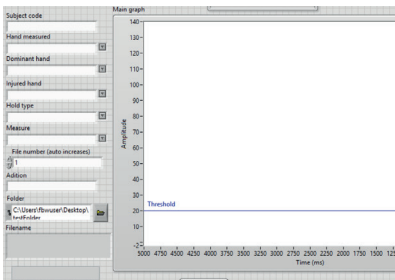 Subject code
Hand measured
Dominant hand
Injured hand
Hold type
Measure
File number (auto increases)
1
Adition
Folder
C:\Users\fbwuser\Desktop\
testFolder
Filename
Main graph
Amplitude
140
130
120
110
100
90
80
70
60
50
40
30
20
10
-2
Threshold
5000 4750 4500 4250 4000 3750 3500 3250 3000 2750 2500 2250 2000 1750 1500
Time (ms)